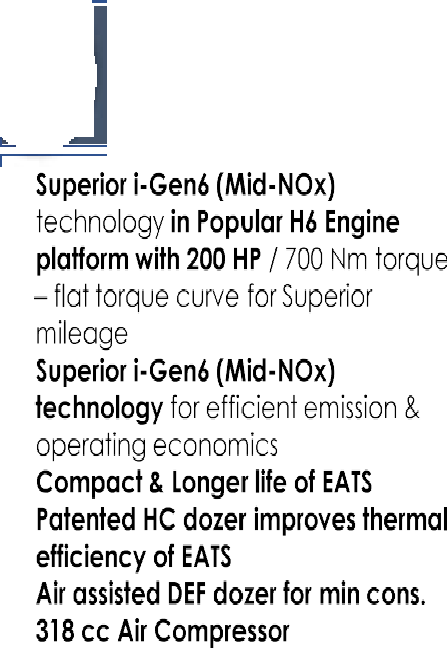 Superior i-Gen6 (Mid-NOx)
technology in Popular H6 Engine
platform with 200 HP / 700 Nm torque
– flat torque curve for Superior
mileage
Superior i-Gen6 (Mid-NOx)
technology for efficient emission &
operating economics
Compact & Longer life of EATS
Patented HC dozer improves thermal
efficiency of EATS
Air assisted DEF dozer for min cons.
318 cc Air Compressor